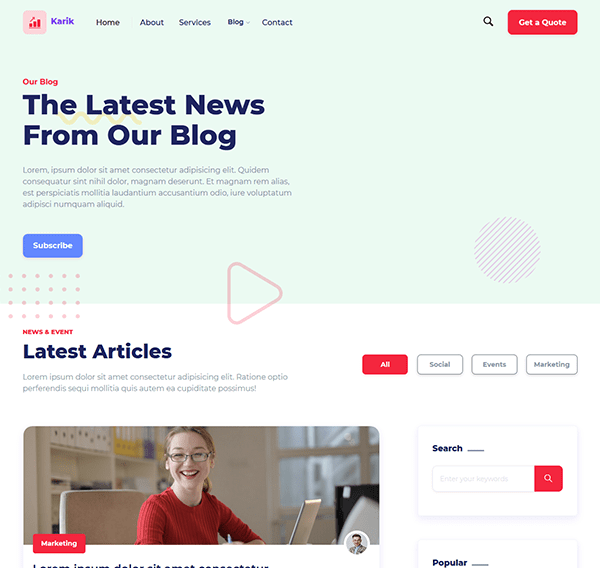 Karik
Home
About
Services
Blog
Contact
Get a Quote
Our Blog
The Latest News
From Our Blog
Lorem, ipsum dolor sit amet consectetur adipisicing elit. Quidem
consequatur sint nihil dolor, magnam deserunt. Et magnam rem alias,
est perspiciatis mollitia laudantium accusantium odio, iure voluptatum
adipisci numquam aliquid.
Subscribe
NEWS & EVENT
Latest Articles
Lorem ipsum dolor sit amet consectetur adipisicing elit. Ratione optio
perferendis sequi mollitia quis autem ea cupiditate possimus!
All
Social
Events
Marketing
Marketing
Lorem ipsum dolor sit amet consectetur
Search
Enter your keywords
Popular